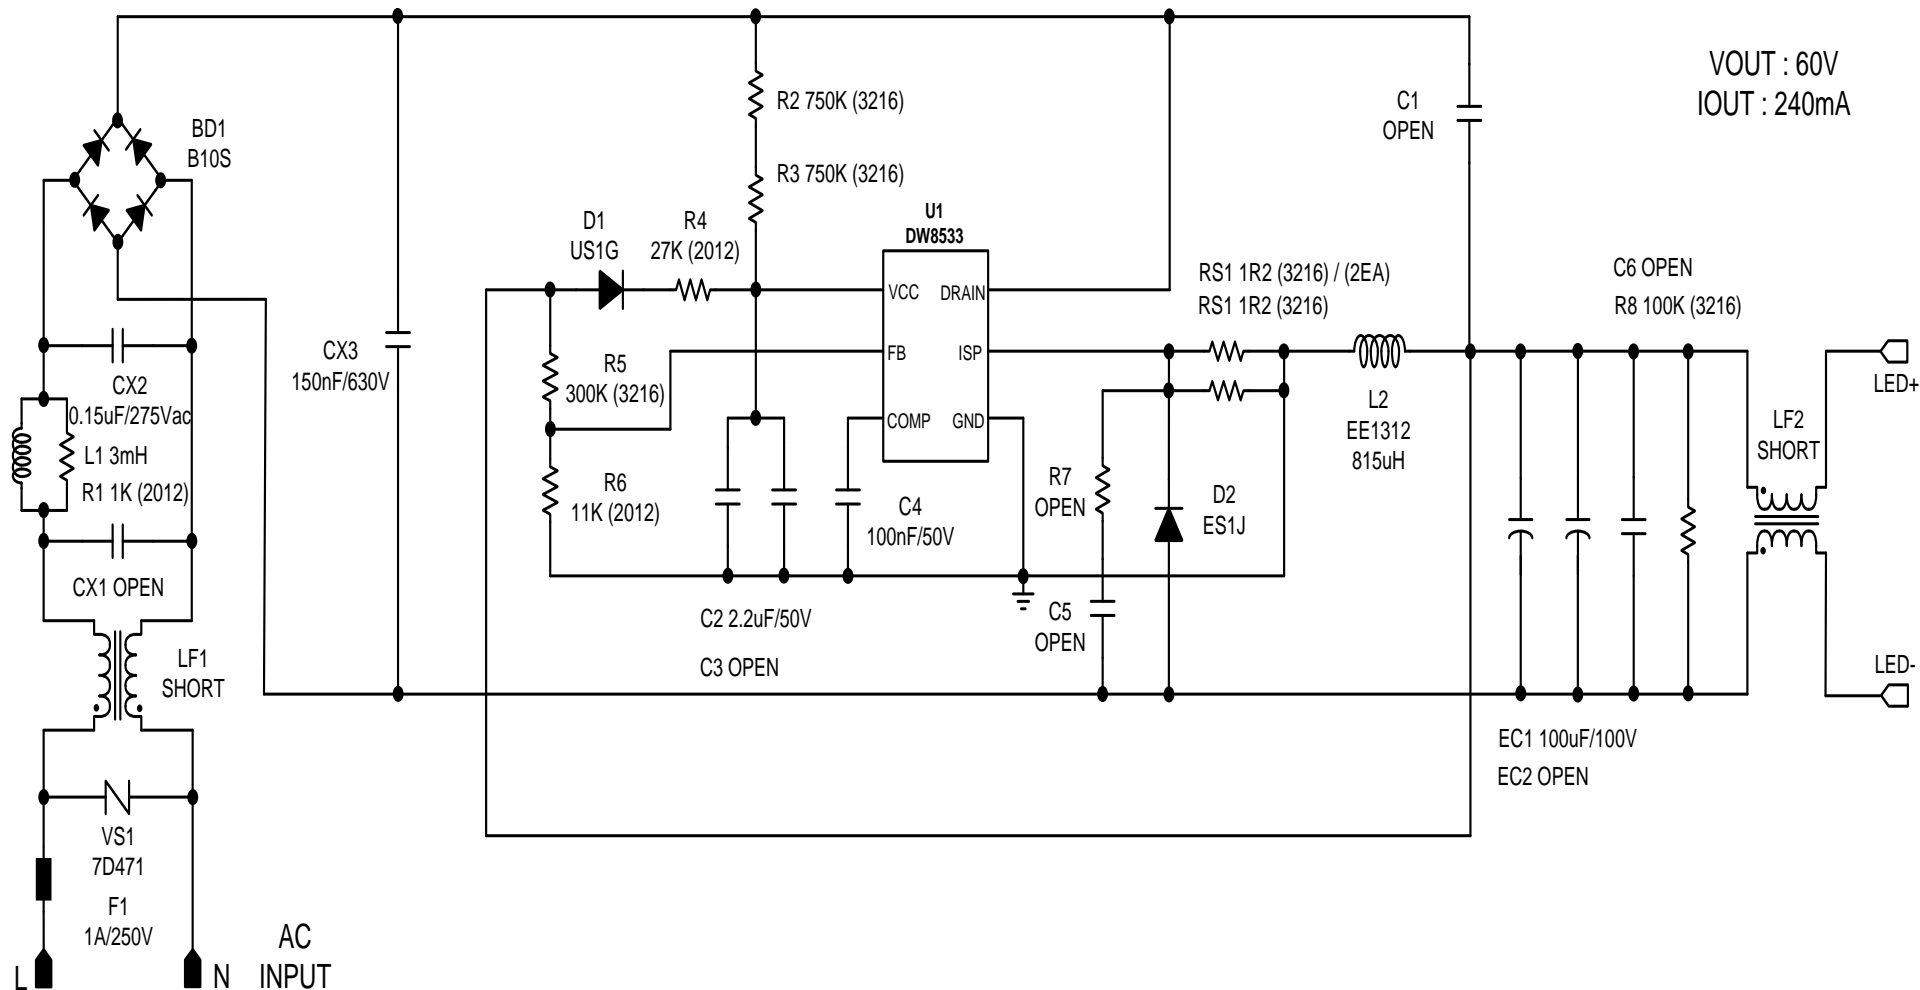 VOUT : 60V
IOUT : 240mA
R2 750K (3216)
C1
OPEN
BD1
B10S
R3 750K (3216)
D1
US1G
R4
27K (2012)
U1
DW8533
VCC
DRAIN
FB
ISP
COMP
GND
RS1 1R2 (3216) / (2EA)
RS1 1R2 (3216)
C6 OPEN
R8 100K (3216)
CX3
150nF/630V
R5
300K (3216)
CX2
0.15uF/275Vac
L1 3mH
R1 1K (2012)
L2
EE1312
815uH
LED+
LF2
SHORT
R6
11K (2012)
C4
100nF/50V
R7
OPEN
D2
ES1J
CX1 OPEN
C2 2.2uF/50V
C3 OPEN
C5
OPEN
LF1
SHORT
LED-
EC1 100uF/100V
EC2 OPEN
VS1
7D471
F1
1A/250V
L
N
AC
INPUT